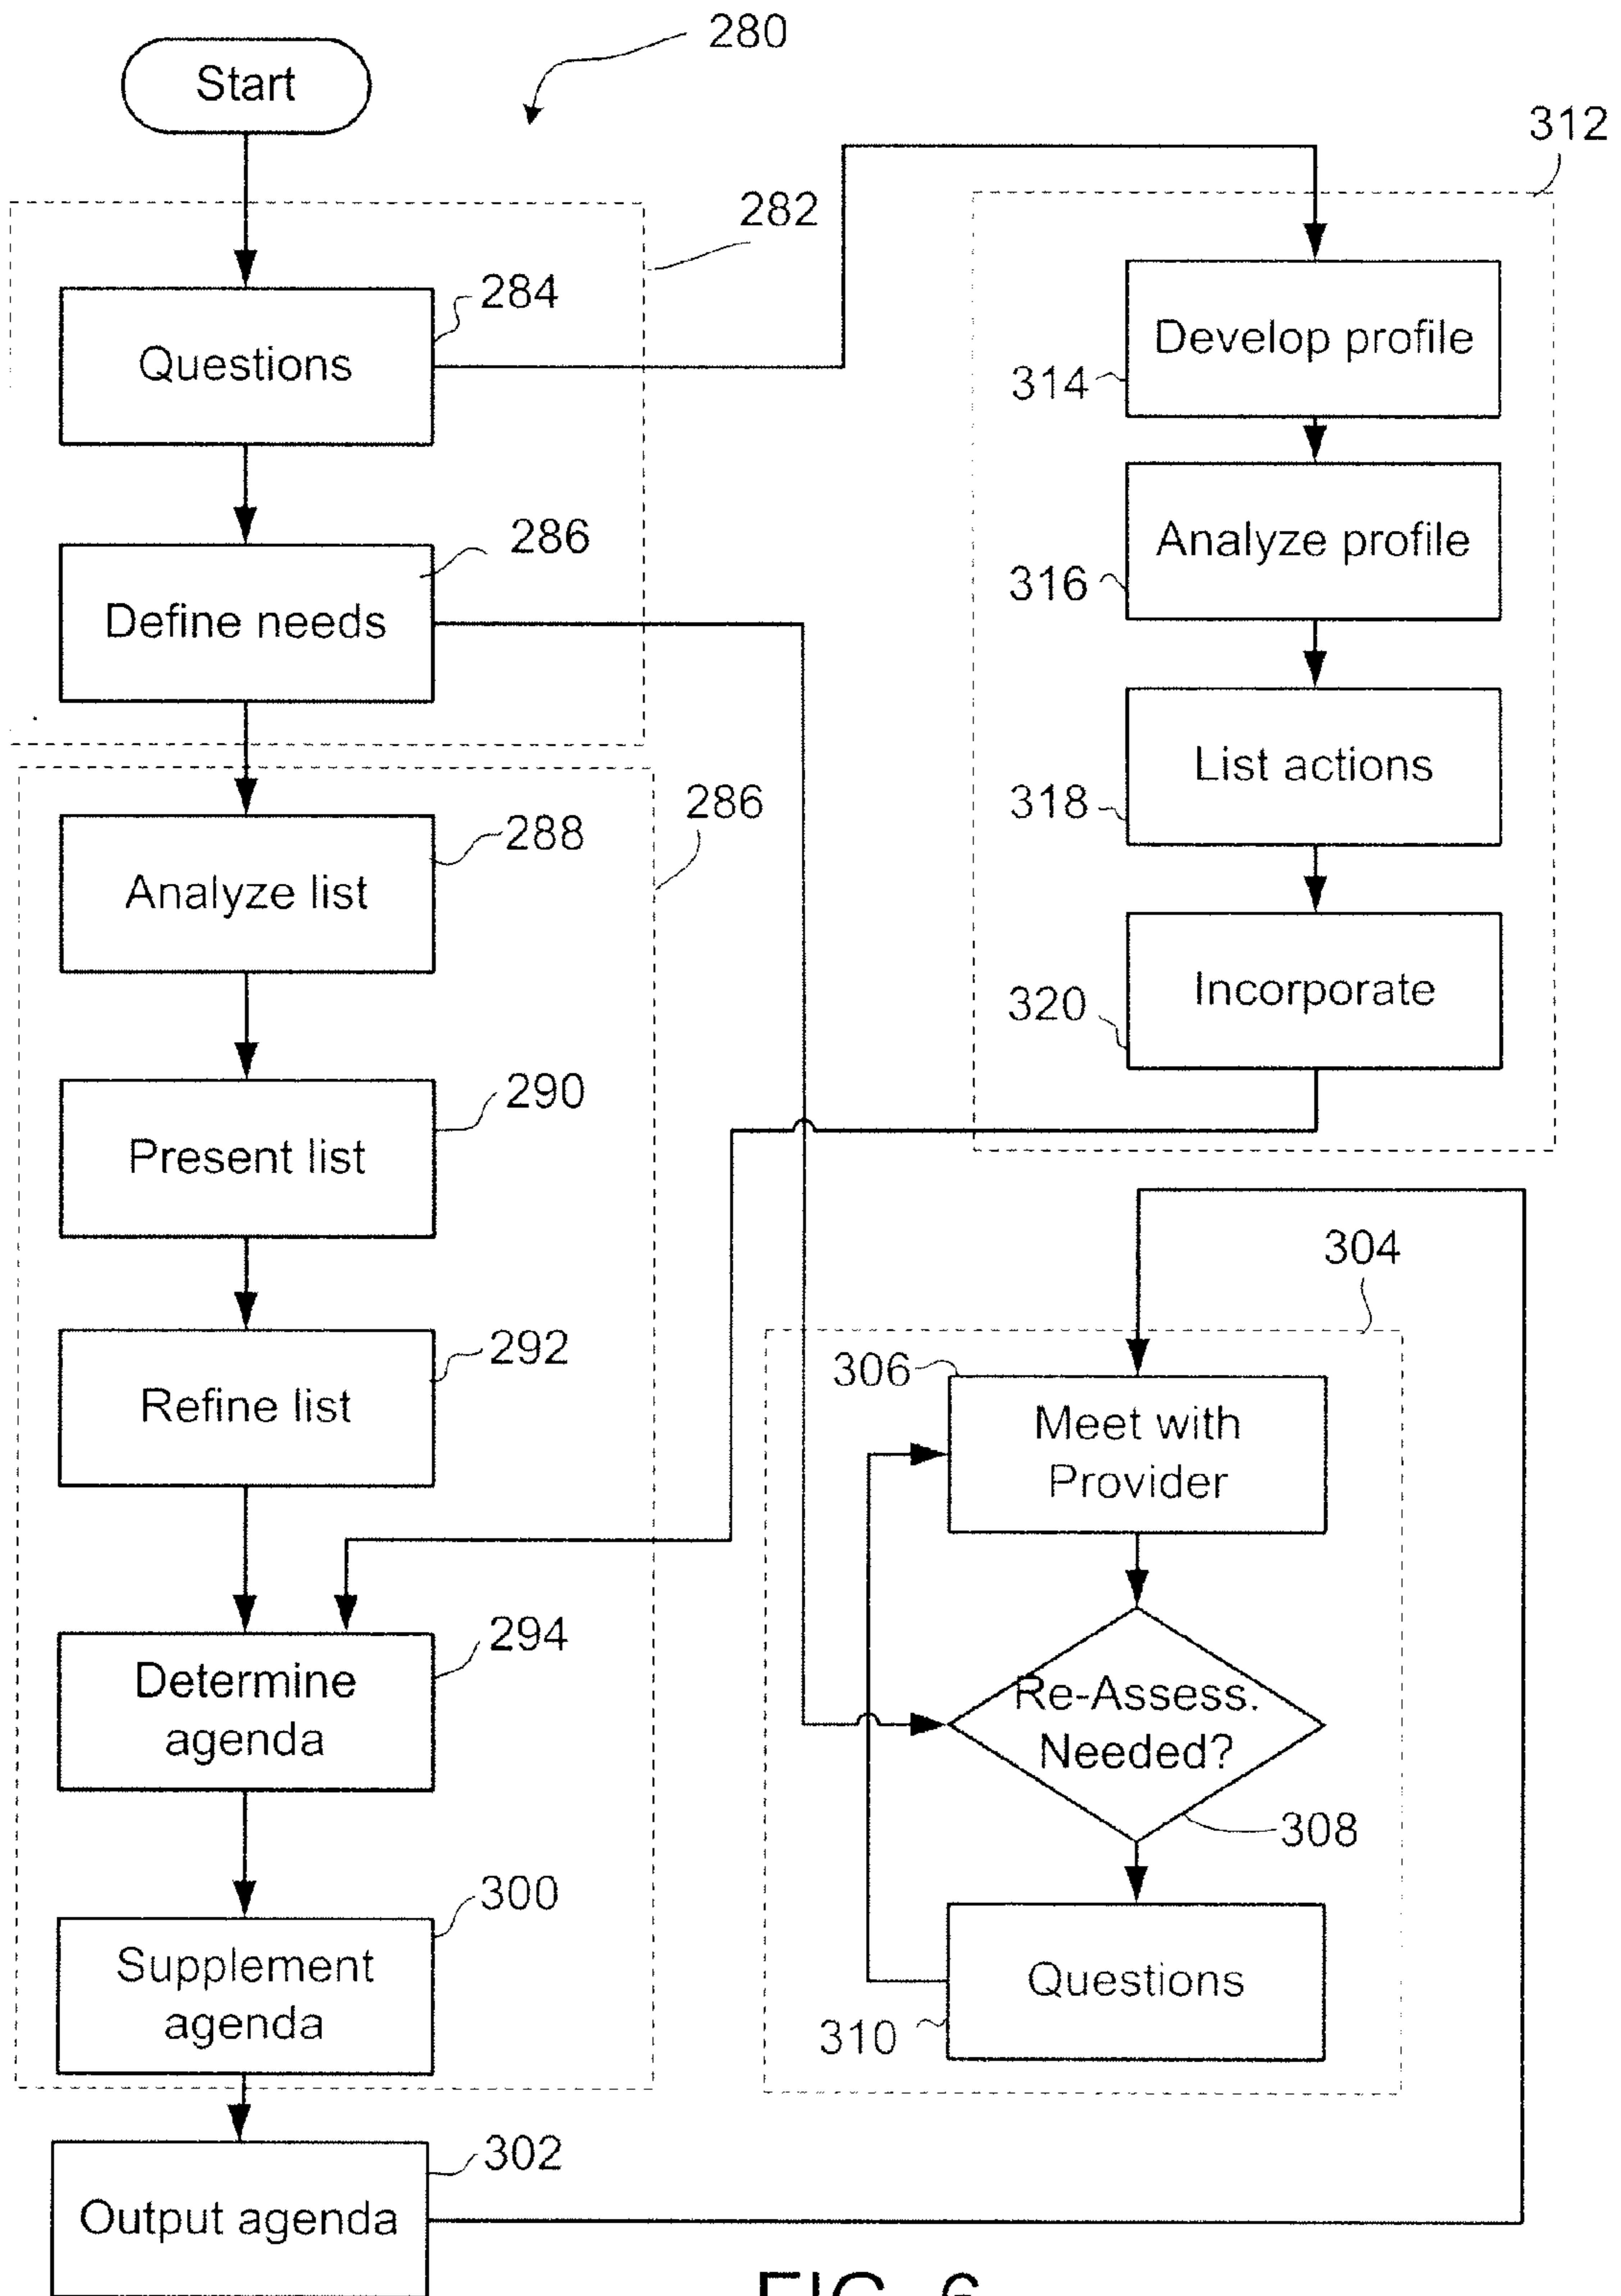 280
Start
312
282
284
Questions
Develop profile
314
286
Define needs
Analyze profile
316
List actions
318
286
288
Analyze list
Incorporate
320
290
Present list
304
292
Refine list
306
Meet with
Provider
294
Determine
agenda
Re-Assess.
Needed?
308
300
Supplement
agenda
Questions
310
302
Output agenda
FIG. 6